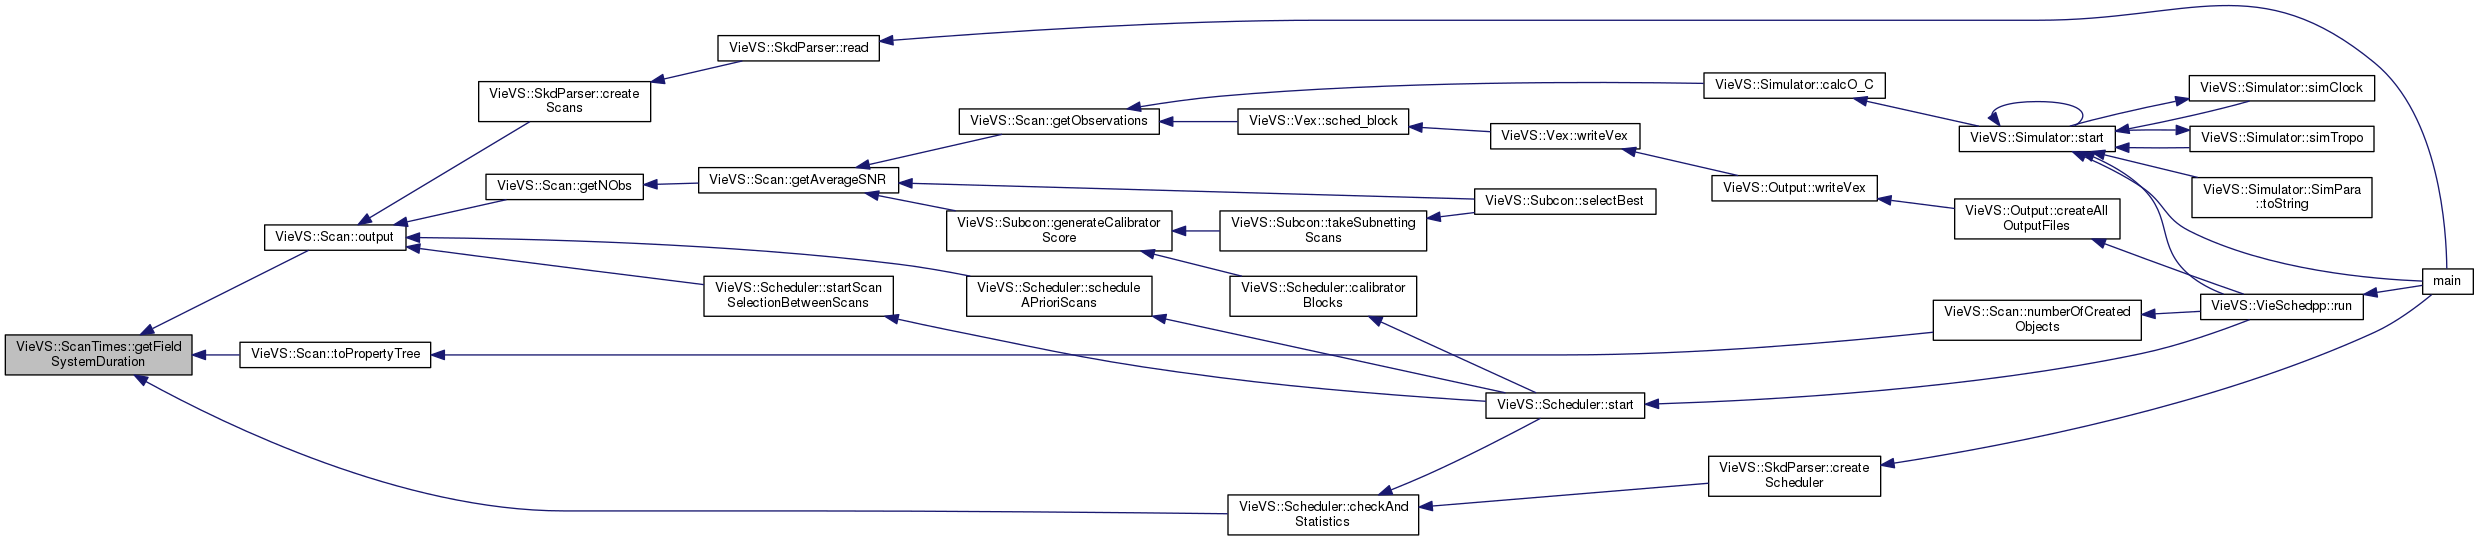 VieVS::SkdParser::read
VieVS::SkdParser::create
Scans
VieVS::Simulator::calcO_C
VieVS::Simulator::simClock
VieVS::Scan::getObservations
VieVS::Vex::sched_block
VieVS::Vex::writeVex
VieVS::Simulator::start
VieVS::Simulator::simTropo
VieVS::Scan::getNObs
VieVS::Scan::getAverageSNR
VieVS::Output::writeVex
VieVS::Simulator::SimPara
::toString
VieVS::Subcon::selectBest
VieVS::Scan::output
VieVS::Subcon::generateCalibrator
Score
VieVS::Subcon::takeSubnetting
Scans
VieVS::Output::createAll
OutputFiles
VieVS::Scheduler::startScan
SelectionBetweenScans
VieVS::Scheduler::schedule
APrioriScans
VieVS::Scheduler::calibrator
Blocks
main
VieVS::VieSchedpp::run
VieVS::Scan::numberOfCreated
Objects
VieVS::ScanTimes::getField
SystemDuration
VieVS::Scan::toPropertyTree
VieVS::Scheduler::start
VieVS::SkdParser::create
Scheduler
VieVS::Scheduler::checkAnd
Statistics